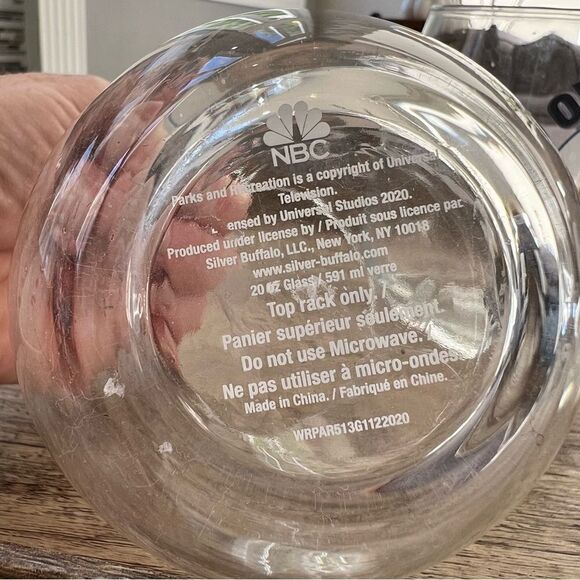 NBC
Parks and Recreation is a copyright of Universal
Television.
ensed by Universal Studios 2020.
Produced under license by / Produit sous licence par
Silver Buffalo, LLC., New York, NY 10018
www.silver-buffalo.com
20 oz Glass / 591 ml verre
Top rack only. /
Panier supérieur seulement.
Do not use Microwave. /
Ne pas utiliser à micro-ondes.
Made in China. / Fabriqué en Chine.
WRPAR513G1122020